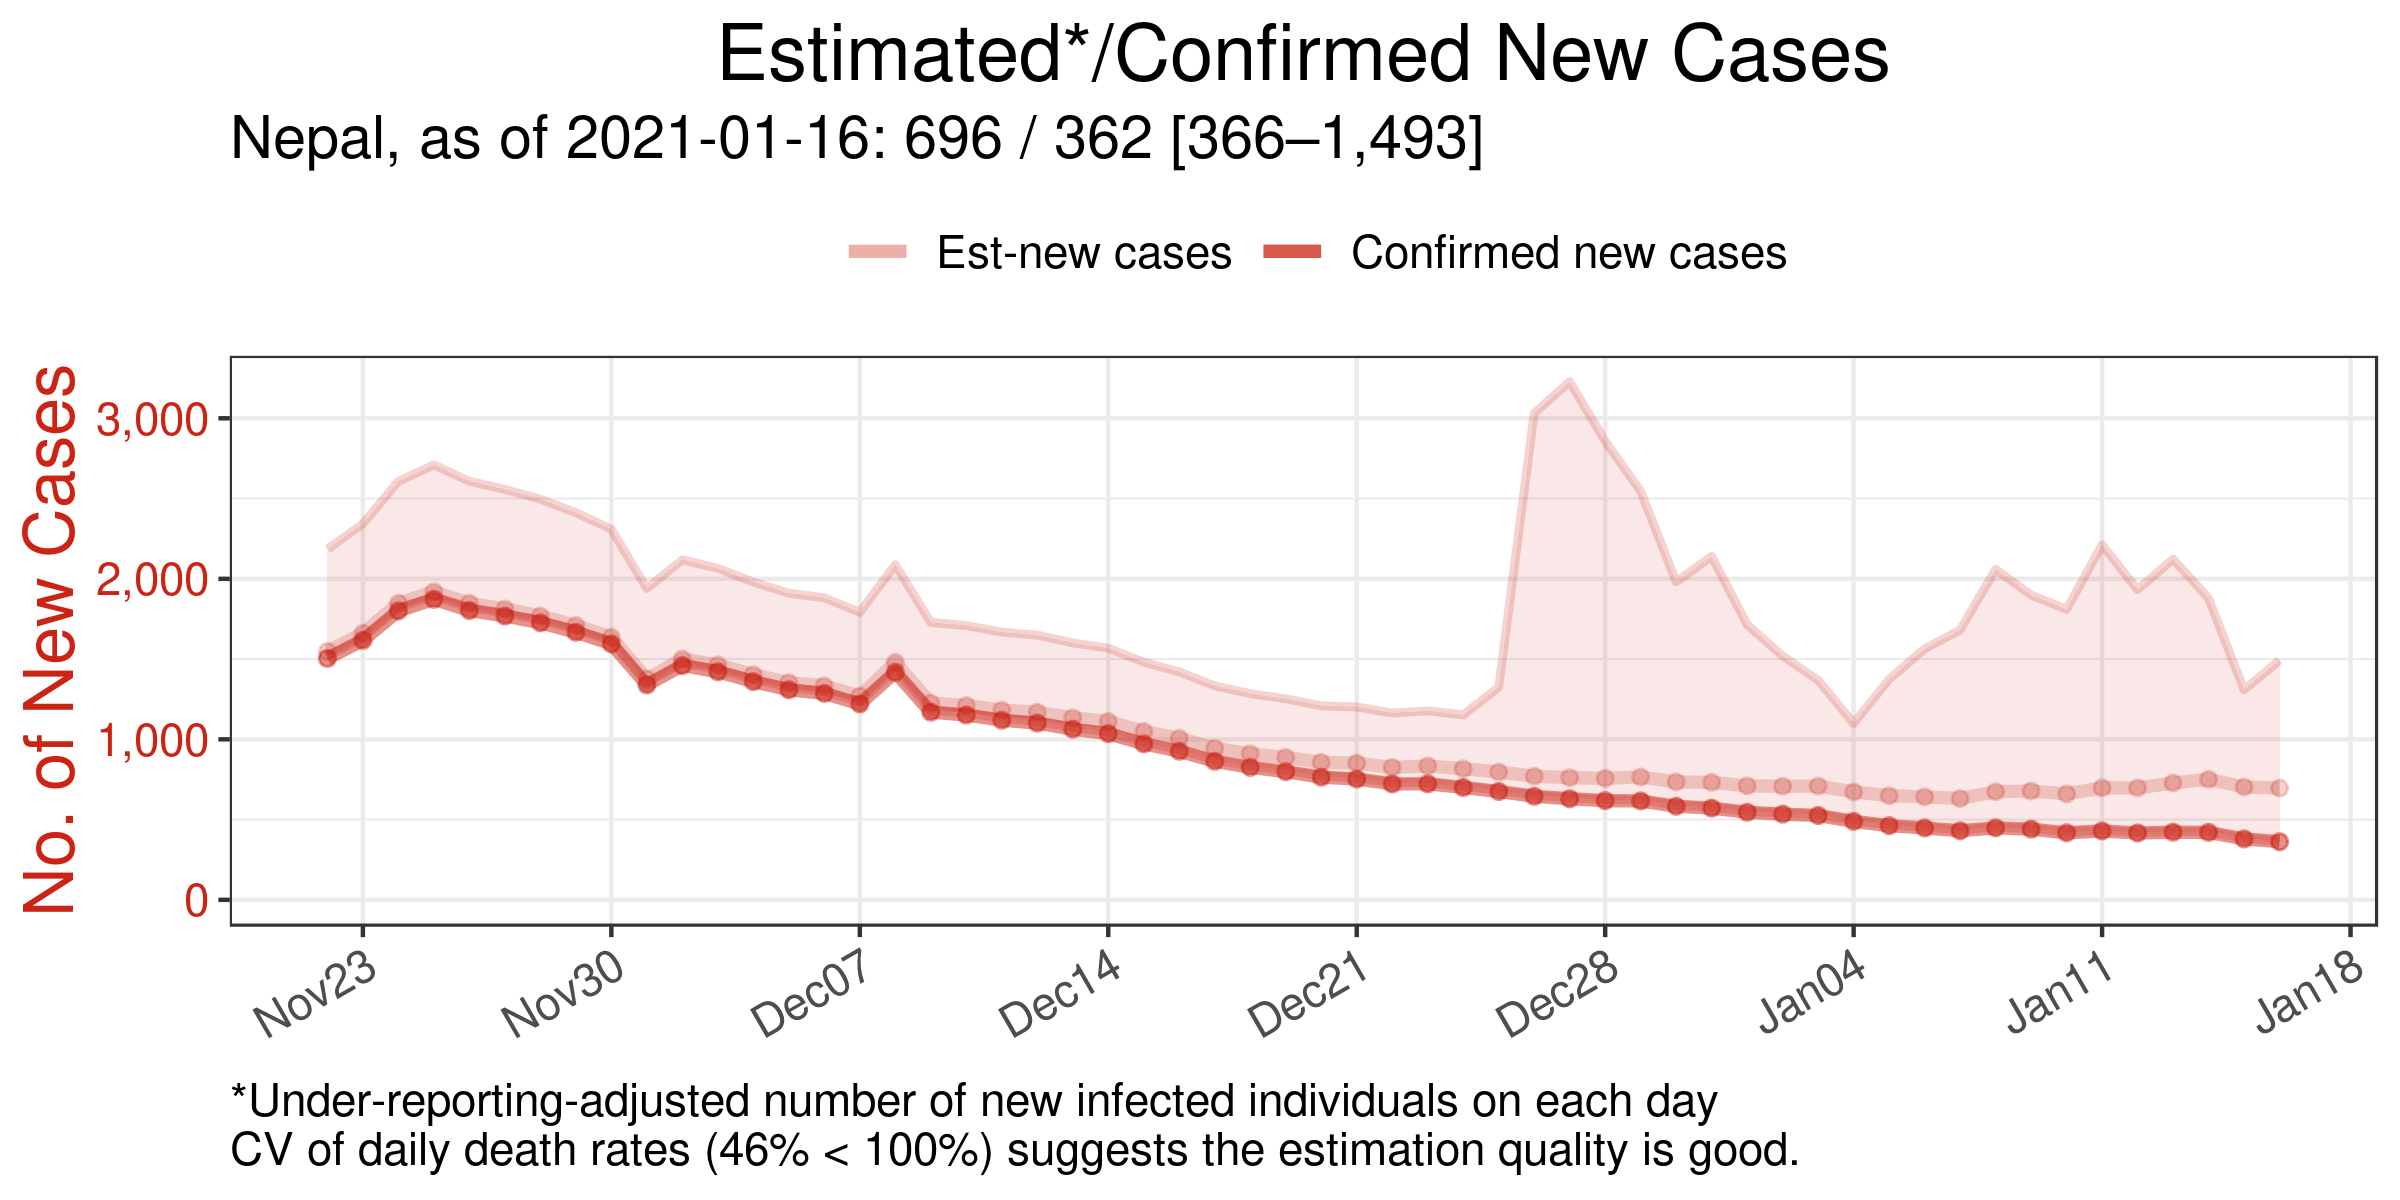 Estimated*/Confirmed New Cases
Nepal, as of 2021-01-16: 696 / 362 [366–1,493]
Est-new cases Confirmed new cases
No. of New Cases
3,000
2,000
1,000
0
Nov23 Nov30 Dec07 Dec14 Dec21 Dec28 Jan04 Jan11 Jan18
*Under-reporting-adjusted number of new infected individuals on each day
CV of daily death rates (46% < 100%) suggests the estimation quality is good.